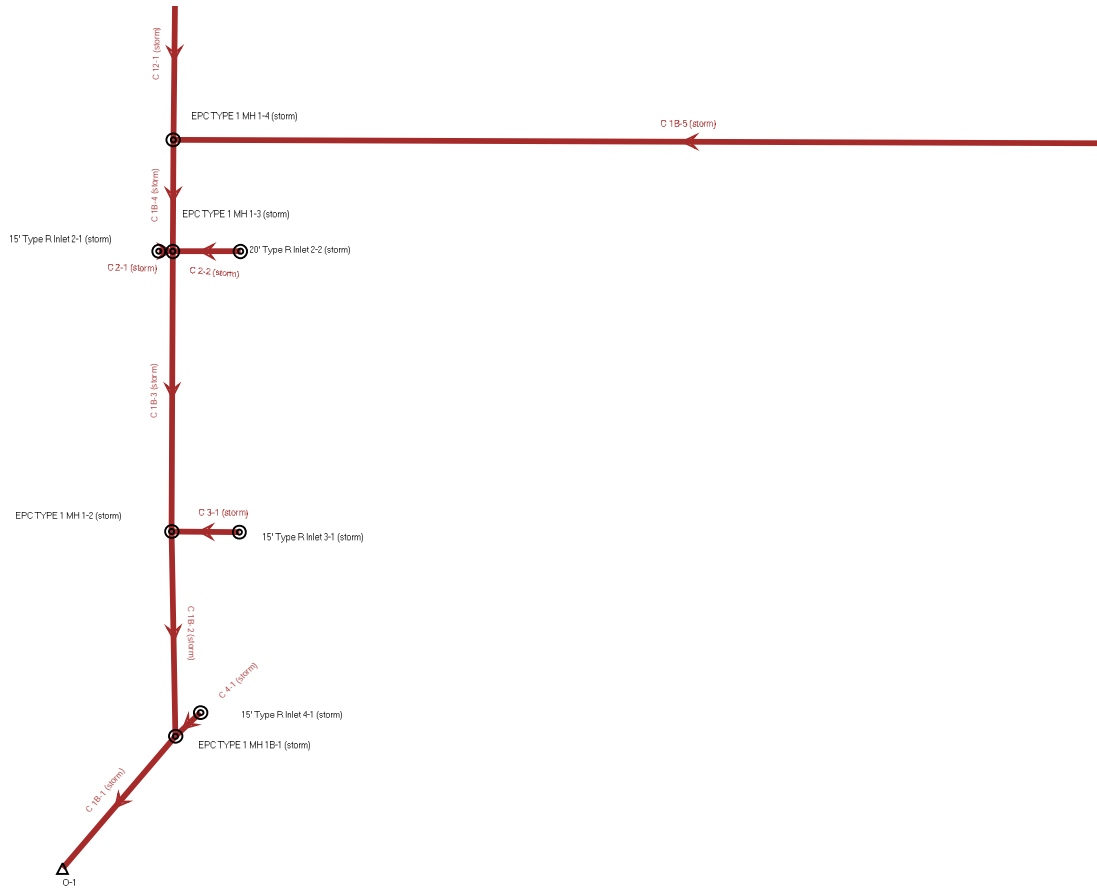 C 12-1 (storm)
EPC TYPE 1 MH 1-4 (storm)
C 1B-5 (storm)
C 1B-4 (storm)
EPC TYPE 1 MH 1-3 (storm)
15' Type R Inlet 2-1 (storm)
20' Type R Inlet 2-2 (storm)
C 2-1 (storm)
C 2-2 (storm)
C 1B-3 (storm)
EPC TYPE 1 MH 1-2 (storm)
C 3-1 (storm)
15' Type R Inlet 3-1 (storm)
C 1B-2 (storm)
C 4-1 (storm)
15' Type R Inlet 4-1 (storm)
EPC TYPE 1 MH 1B-1 (storm)
C 1B-1 (storm)
O-1